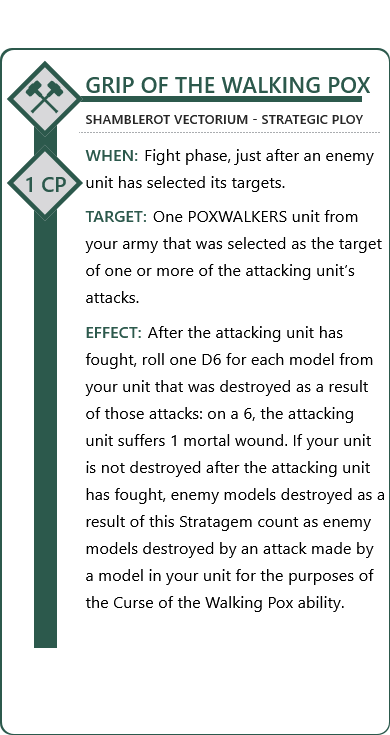 GRIP OF THE WALKING POX
SHAMBLEROT VECTORIUM - STRATEGIC PLOY
1 CP
WHEN: Fight phase, just after an enemy
unit has selected its targets.
TARGET: One POXWALKERS unit from
your army that was selected as the target
of one or more of the attacking unit’s
attacks.
EFFECT: After the attacking unit has
fought, roll one D6 for each model from
your unit that was destroyed as a result
of those attacks: on a 6, the attacking
unit suffers 1 mortal wound. If your unit
is not destroyed after the attacking unit
has fought, enemy models destroyed as a
result of this Stratagem count as enemy
models destroyed by an attack made by
a model in your unit for the purposes of
the Curse of the Walking Pox ability.